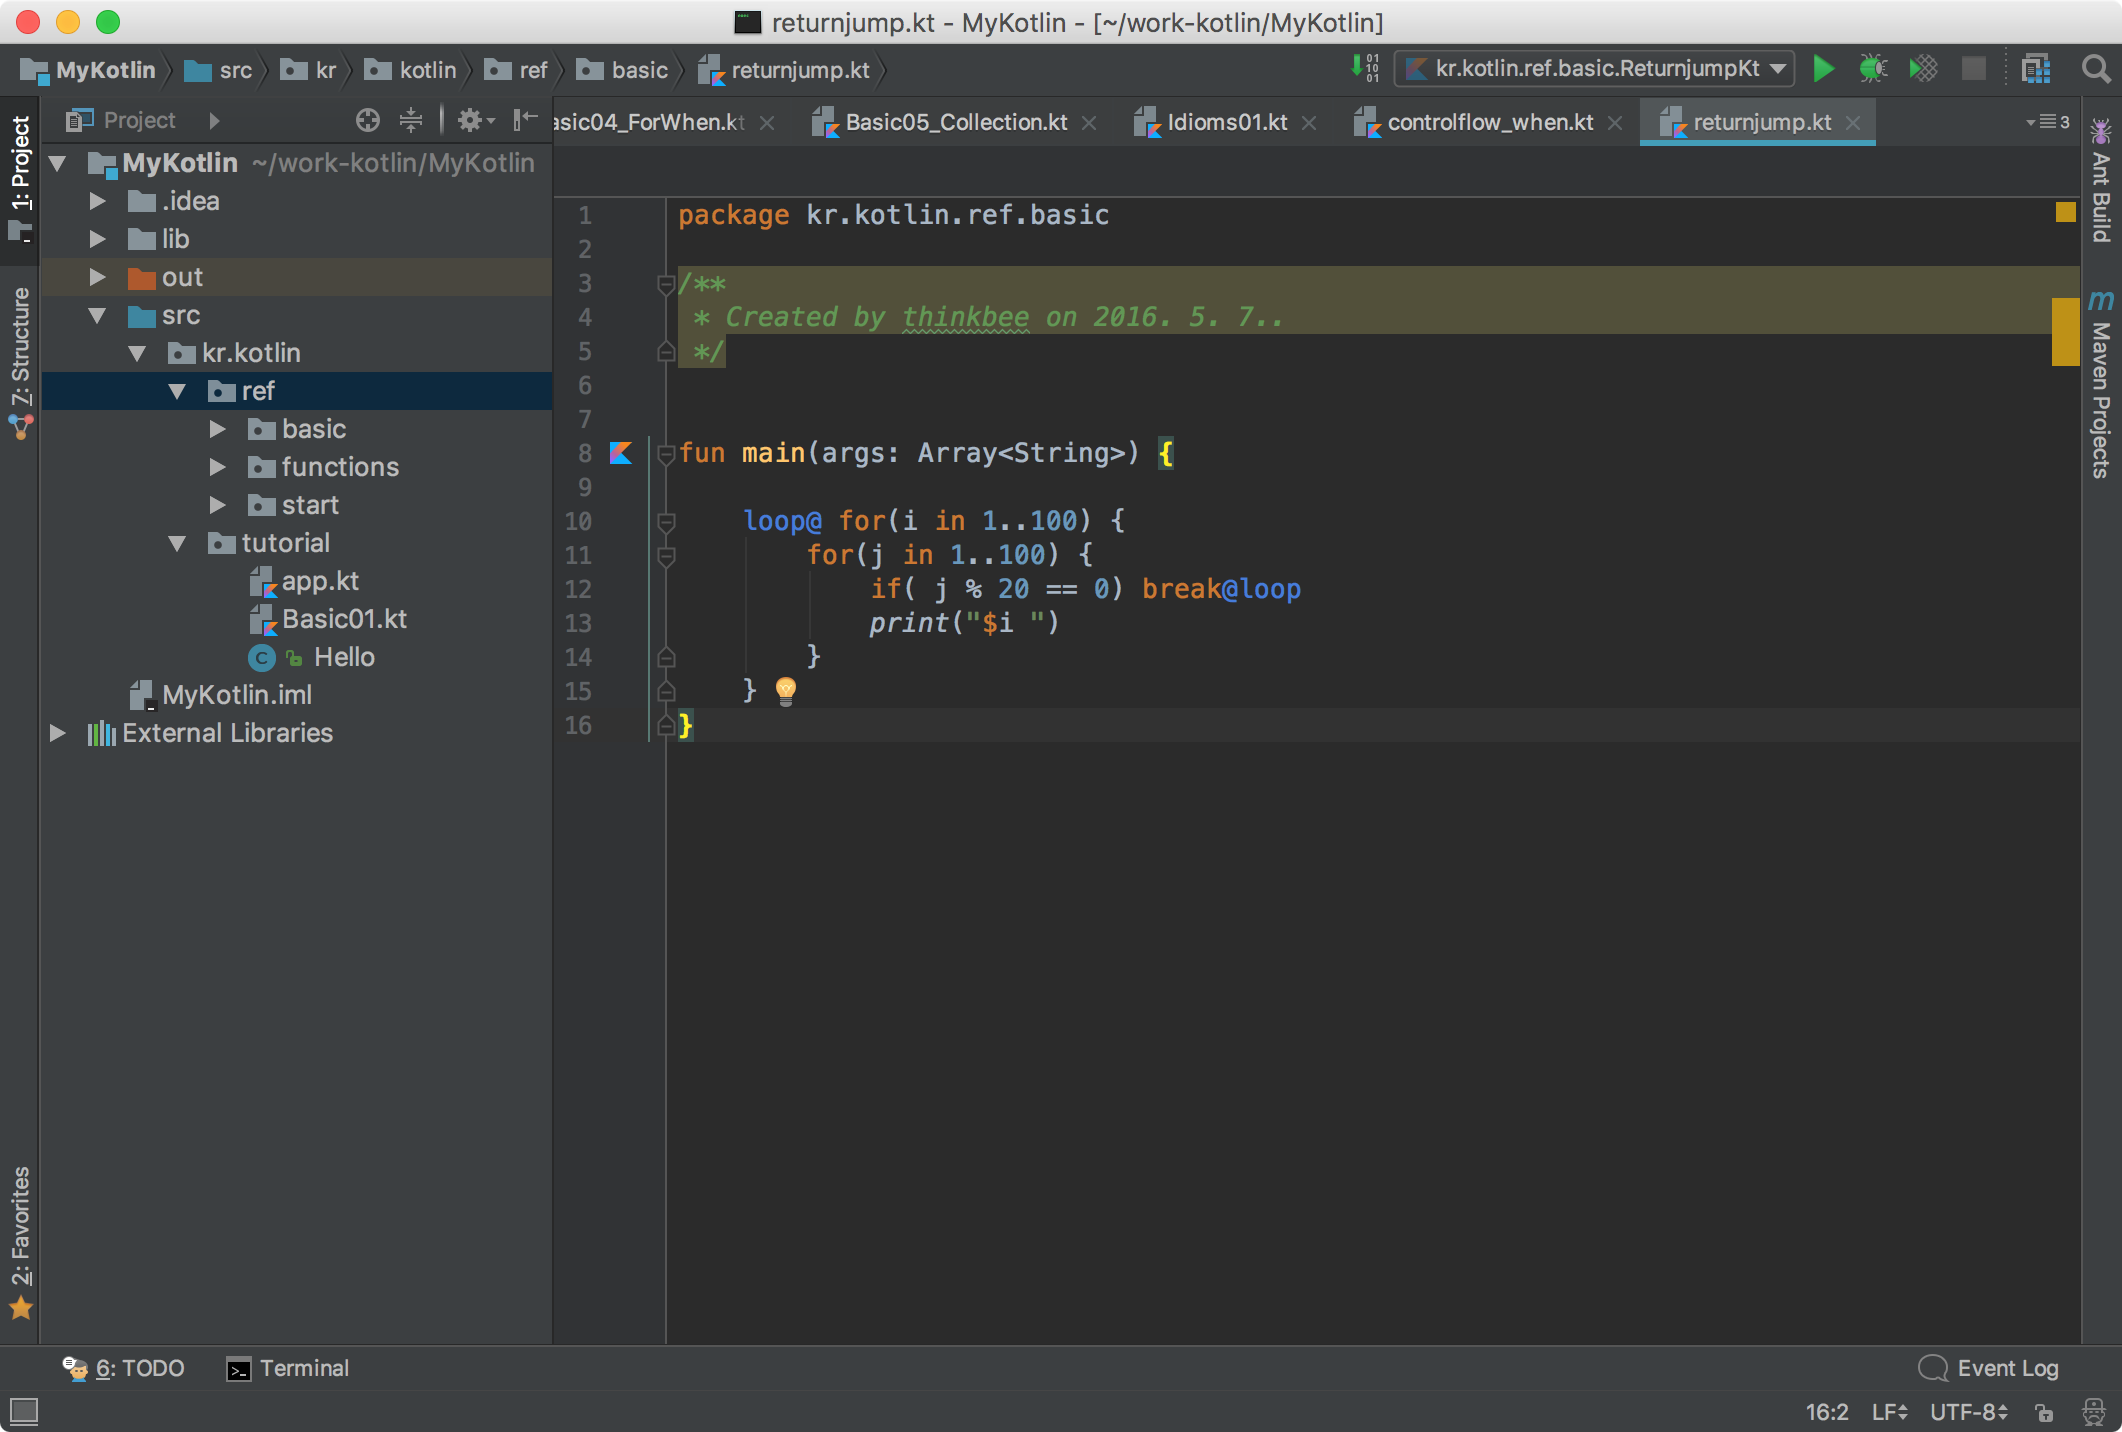 returnjump.kt - MyKotlin - [~/work-kotlin/MyKotlin]
MyKotlin src kr kotlin ref basic returnjump.kt
kr.kotlin.ref.basic.ReturnjumpKt
1: Project
7: Structure
2: Favorites
Project
MyKotlin ~/work-kotlin/MyKotlin
.idea
lib
out
src
kr.kotlin
ref
basic
functions
start
tutorial
app.kt
Basic01.kt
Hello
MyKotlin.iml
External Libraries
asic04_ForWhen.kt Basic05_Collection.kt Idioms01.kt controlflow_when.kt returnjump.kt 3
1 package kr.kotlin.ref.basic
2
3 /**
4  * Created by thinkbee on 2016. 5. 7..
5  */
6
7
8 fun main(args: Array<String>) {
9
10     loop@ for(i in 1..100) {
11         for(j in 1..100) {
12             if( j % 20 == 0) break@loop
13             print("$i ")
14         }
15     }
16 }
Ant Build
Maven Projects
6: TODO Terminal Event Log
16:2 LF UTF-8